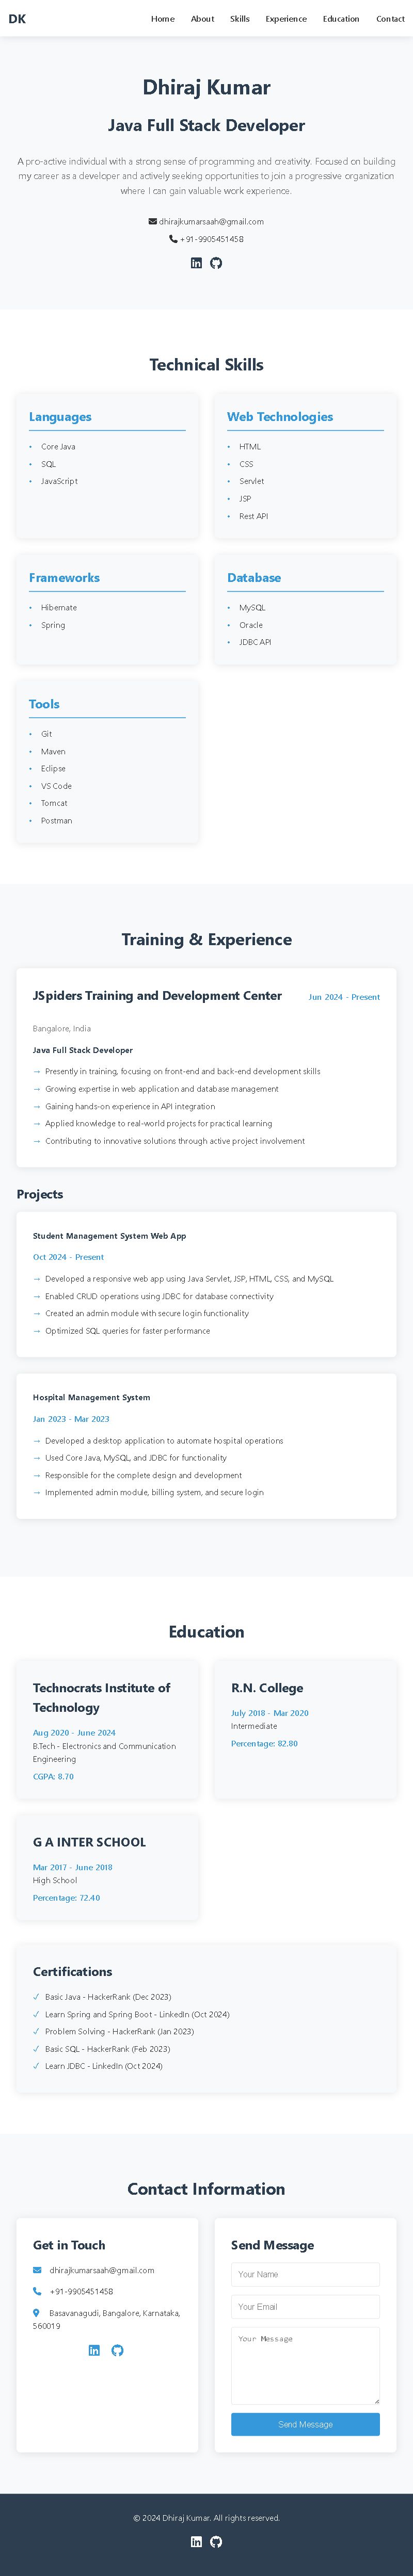 DK
Home About Skills Experience Education Contact
Dhiraj Kumar
Java Full Stack Developer
A pro-active individual with a strong sense of programming and creativity. Focused on building
my career as a developer and actively seeking opportunities to join a progressive organization
where I can gain valuable work experience.
dhirajkumarsaah@gmail.com
+91-9905451458
Technical Skills
Languages
• Core Java
• SQL
• JavaScript
Web Technologies
• HTML
• CSS
• Servlet
• JSP
• Rest API
Frameworks
• Hibernate
• Spring
Database
• MySQL
• Oracle
• JDBC API
Tools
• Git
• Maven
• Eclipse
• VS Code
• Tomcat
• Postman
Training & Experience
JSpiders Training and Development Center
Jun 2024 - Present
Bangalore, India
Java Full Stack Developer
→ Presently in training, focusing on front-end and back-end development skills
→ Growing expertise in web application and database management
→ Gaining hands-on experience in API integration
→ Applied knowledge to real-world projects for practical learning
→ Contributing to innovative solutions through active project involvement
Projects
Student Management System Web App
Oct 2024 - Present
→ Developed a responsive web app using Java Servlet, JSP, HTML, CSS, and MySQL
→ Enabled CRUD operations using JDBC for database connectivity
→ Created an admin module with secure login functionality
→ Optimized SQL queries for faster performance
Hospital Management System
Jan 2023 - Mar 2023
→ Developed a desktop application to automate hospital operations
→ Used Core Java, MySQL, and JDBC for functionality
→ Responsible for the complete design and development
→ Implemented admin module, billing system, and secure login
Education
Technocrats Institute of
Technology
Aug 2020 - June 2024
B.Tech - Electronics and Communication
Engineering
CGPA: 8.70
R.N. College
July 2018 - Mar 2020
Intermediate
Percentage: 82.80
G A INTER SCHOOL
Mar 2017 - June 2018
High School
Percentage: 72.40
Certifications
✓ Basic Java - HackerRank (Dec 2023)
✓ Learn Spring and Spring Boot - LinkedIn (Oct 2024)
✓ Problem Solving - HackerRank (Jan 2023)
✓ Basic SQL - HackerRank (Feb 2023)
✓ Learn JDBC - LinkedIn (Oct 2024)
Contact Information
Get in Touch
dhirajkumarsaah@gmail.com
+91-9905451458
Basavanagudi, Bangalore, Karnataka,
560019
Send Message
Your Name
Your Email
Your Message
Send Message
© 2024 Dhiraj Kumar. All rights reserved.